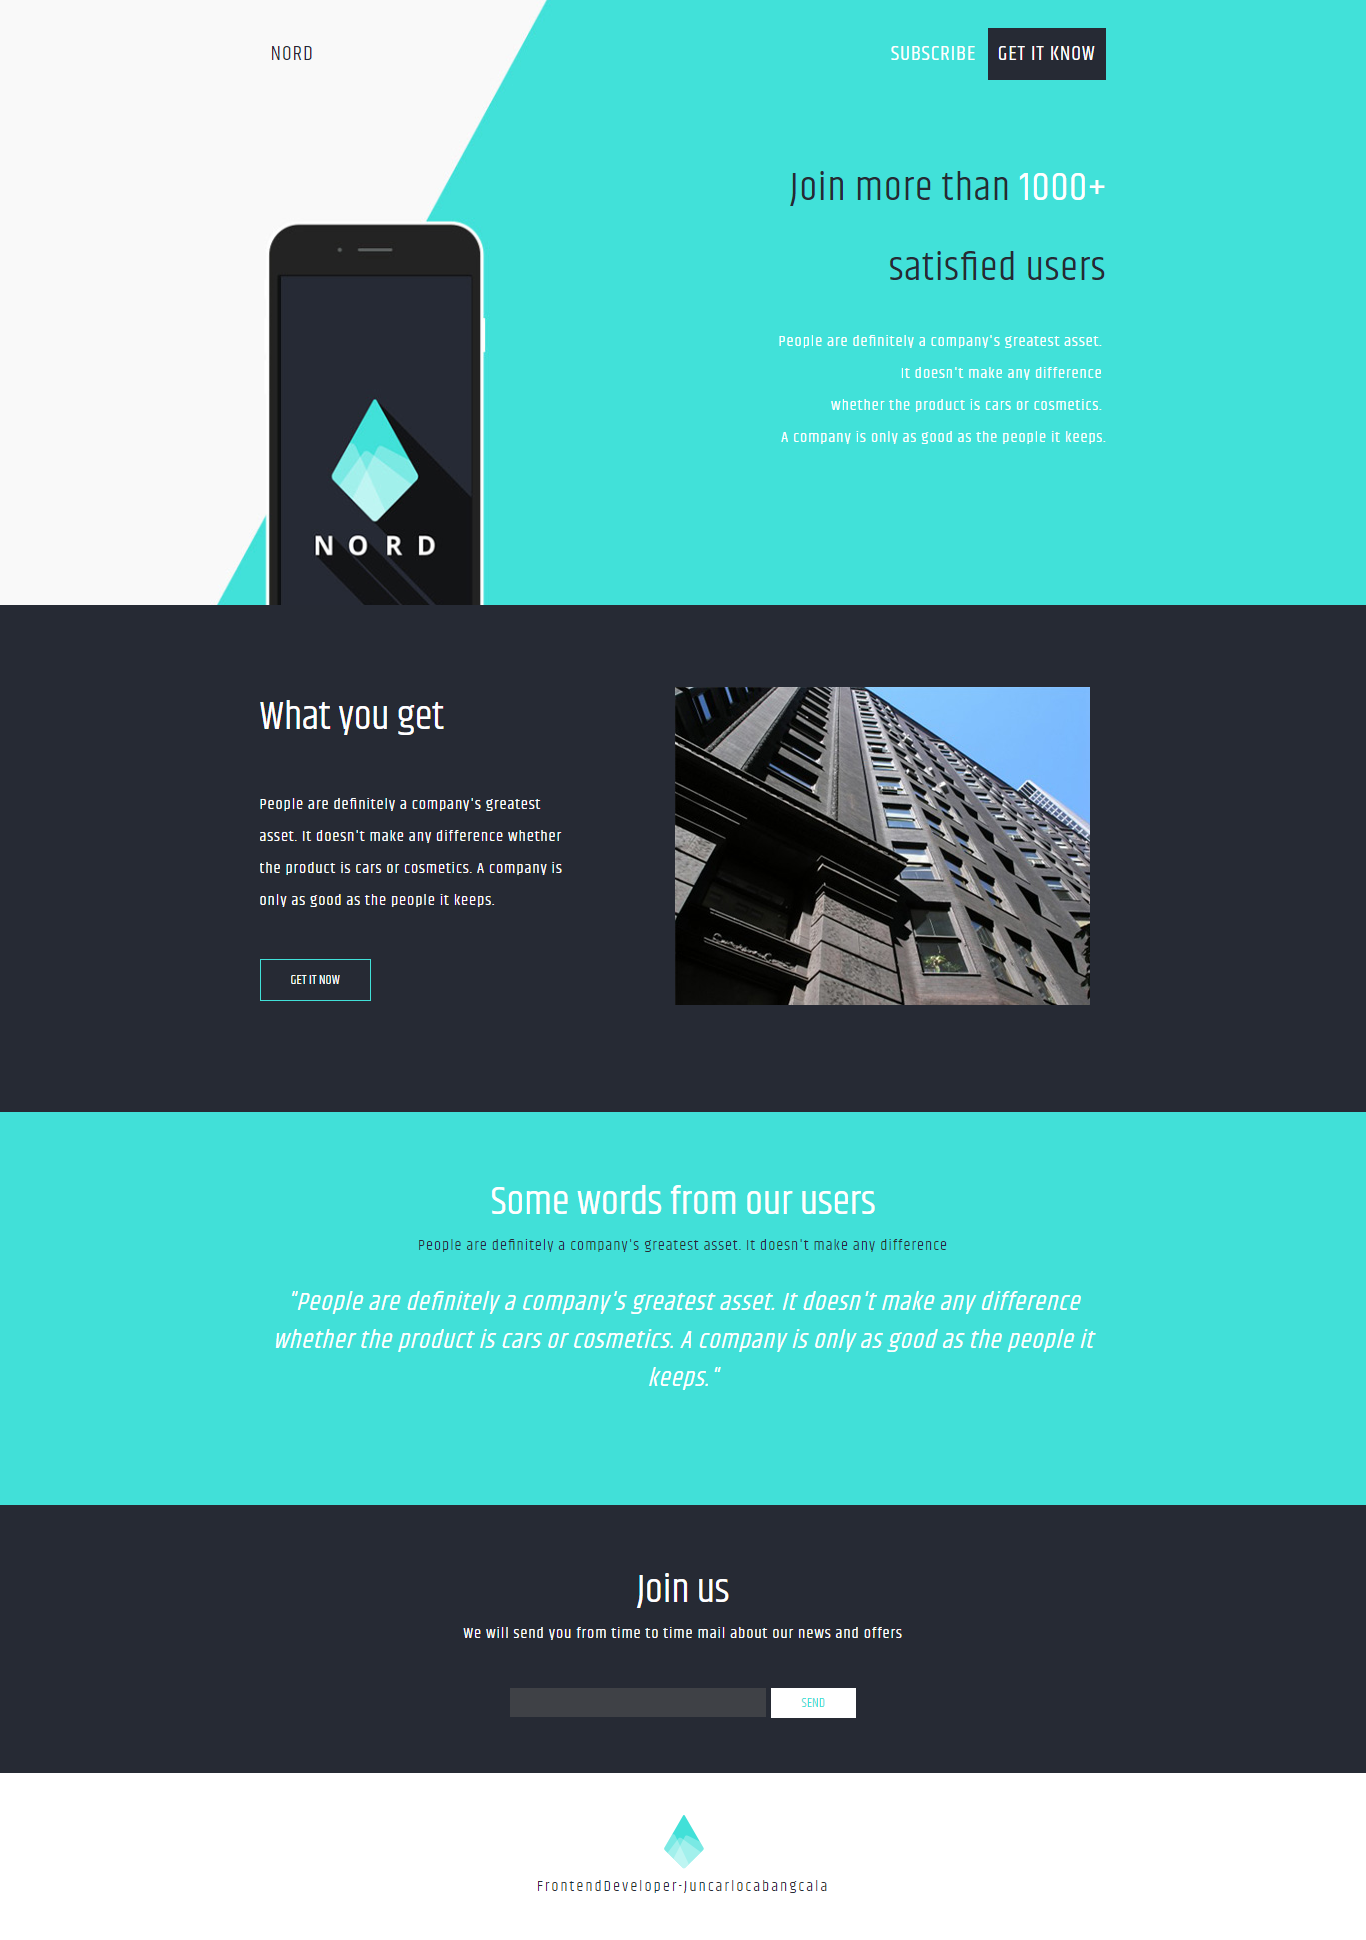 NORD
SUBSCRIBE
GET IT KNOW
Join more than 1000+
satisfied users
People are definitely a company's greatest asset.
It doesn't make any difference
whether the product is cars or cosmetics.
A company is only as good as the people it keeps.
NORD
What you get
People are definitely a company's greatest
asset. It doesn't make any difference whether
the product is cars or cosmetics. A company is
only as good as the people it keeps.
GET IT NOW
Some words from our users
People are definitely a company's greatest asset. It doesn't make any difference
"People are definitely a company's greatest asset. It doesn't make any difference
whether the product is cars or cosmetics. A company is only as good as the people it
keeps."
Join us
We will send you from time to time mail about our news and offers
SEND
FrontendDeveloper-Juncarlocabangcala